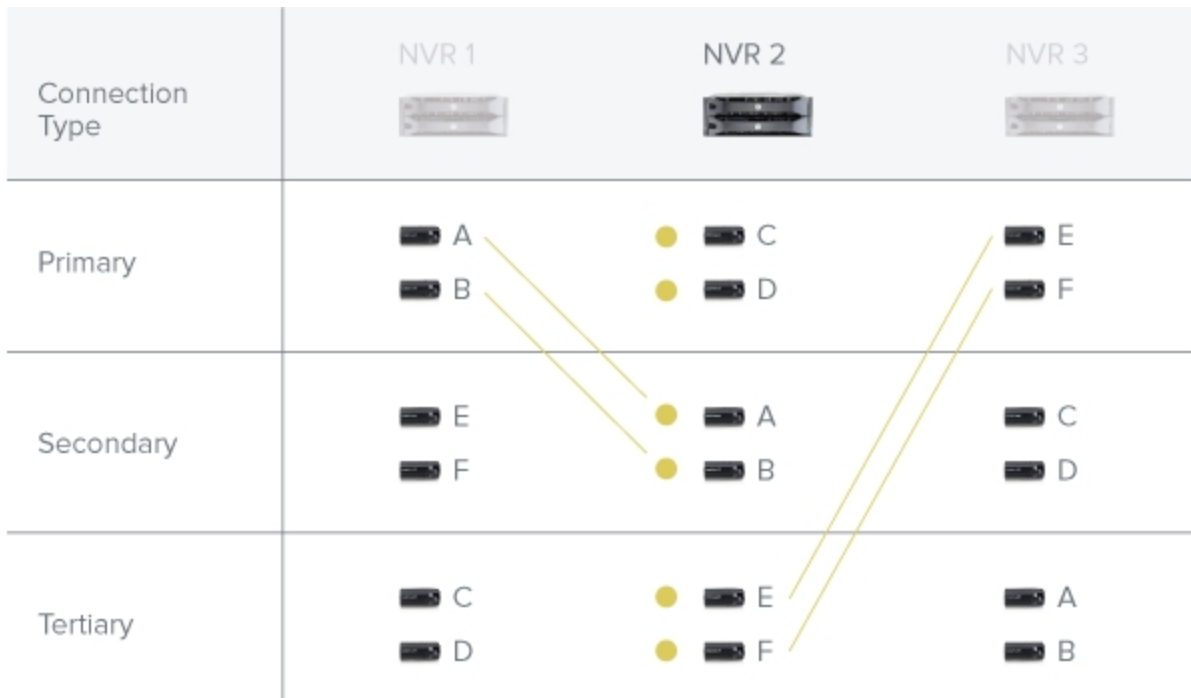 NVR 1 NVR 2 NVR 3
Connection
Type
Primary
A C E
B D F
Secondary
E A C
F B D
Tertiary
C E A
D F B